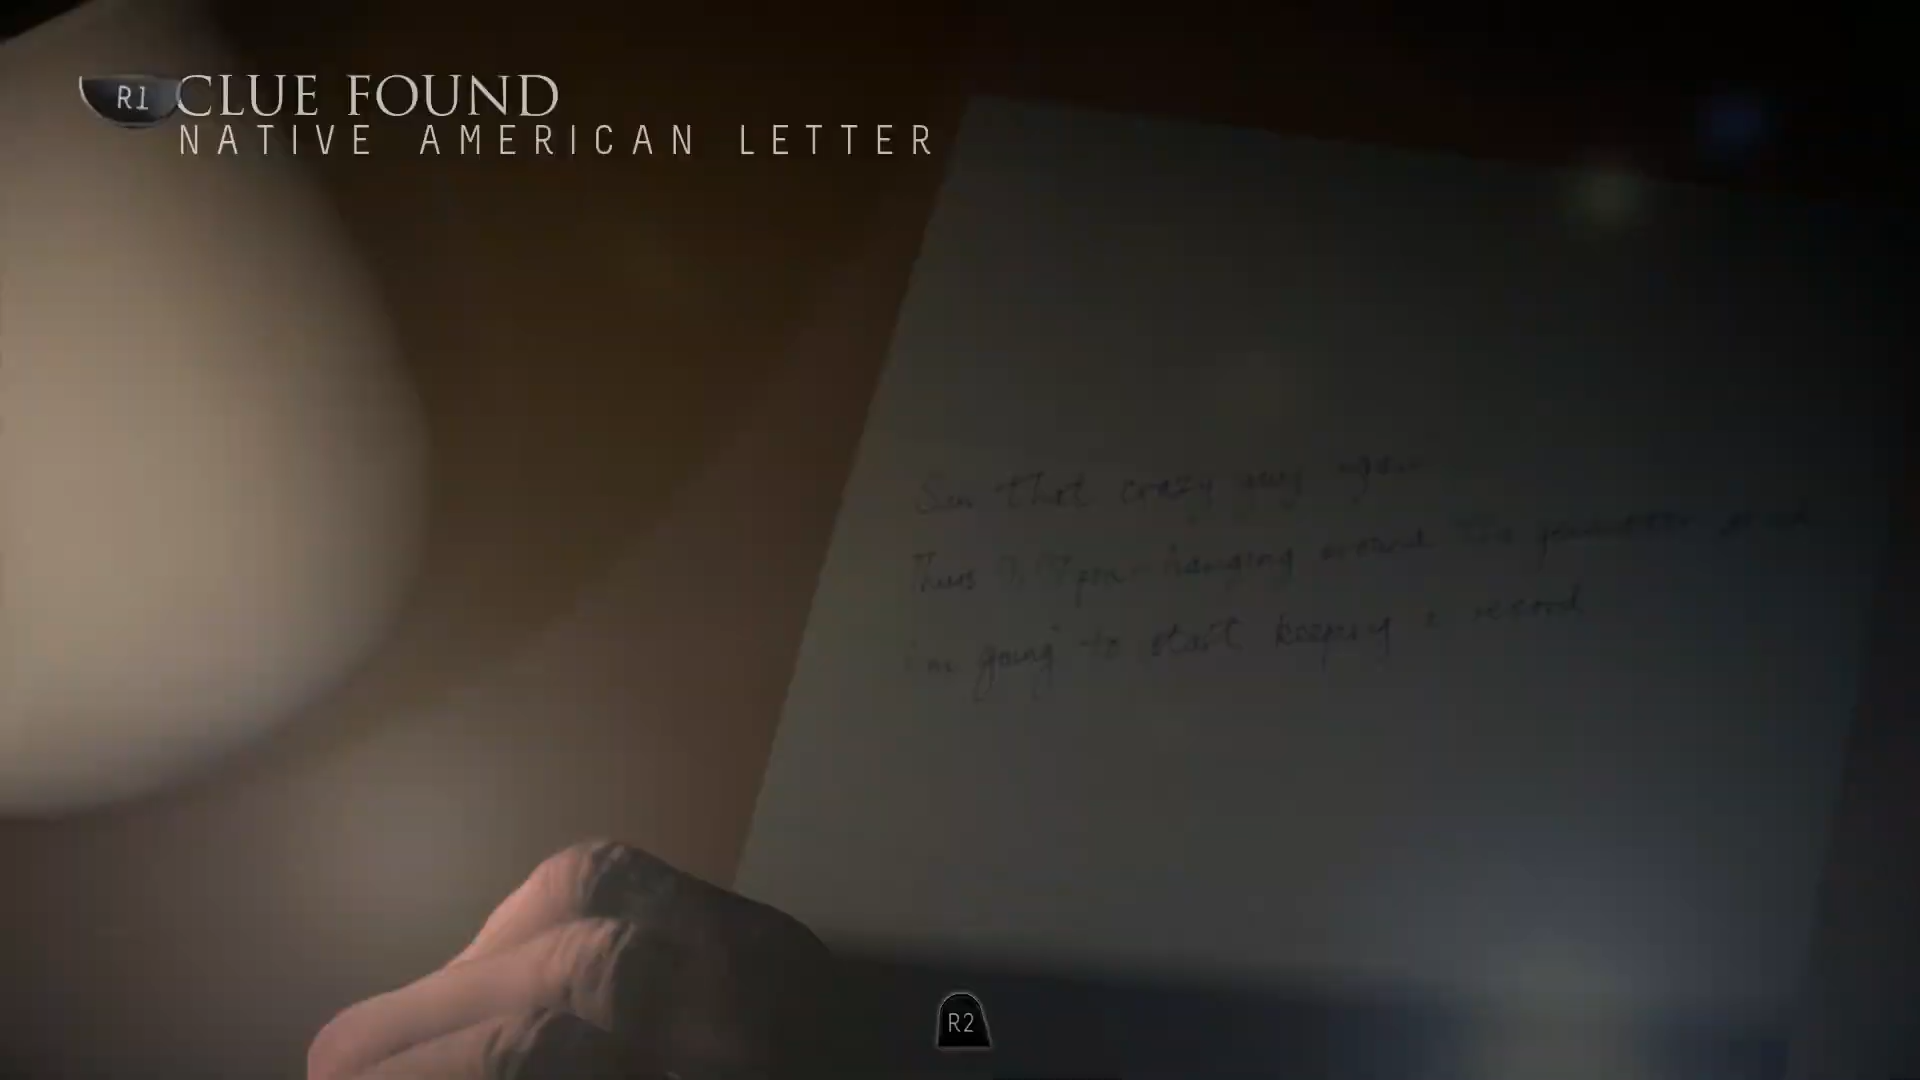 R1 CLUE FOUND
NATIVE AMERICAN LETTER
that crazy guy again
Thurs hanging around the
i'm going to start keeping a record
R2